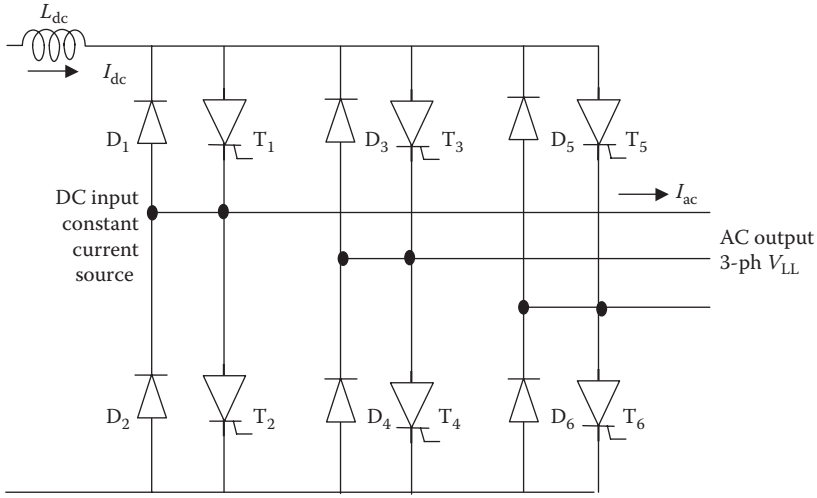 L_dc
I_dc
D_1
T_1
D_3
T_3
D_5
T_5
I_ac
DC input
constant
current
source
AC output
3-ph V_LL
D_2
T_2
D_4
T_4
D_6
T_6